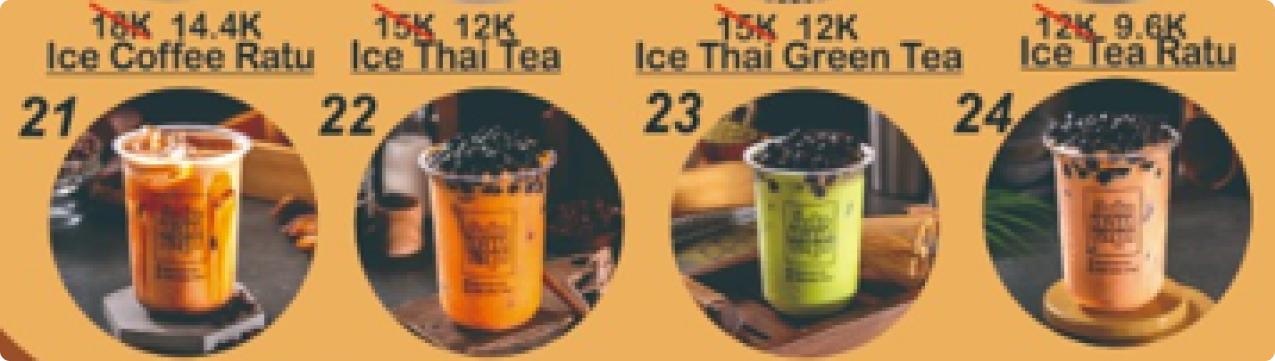 18K 14.4K 15K 12K 15K 12K 12K 9.6K
Ice Coffee Ratu Ice Thai Tea Ice Thai Green Tea Ice Tea Ratu
21 22 23 24